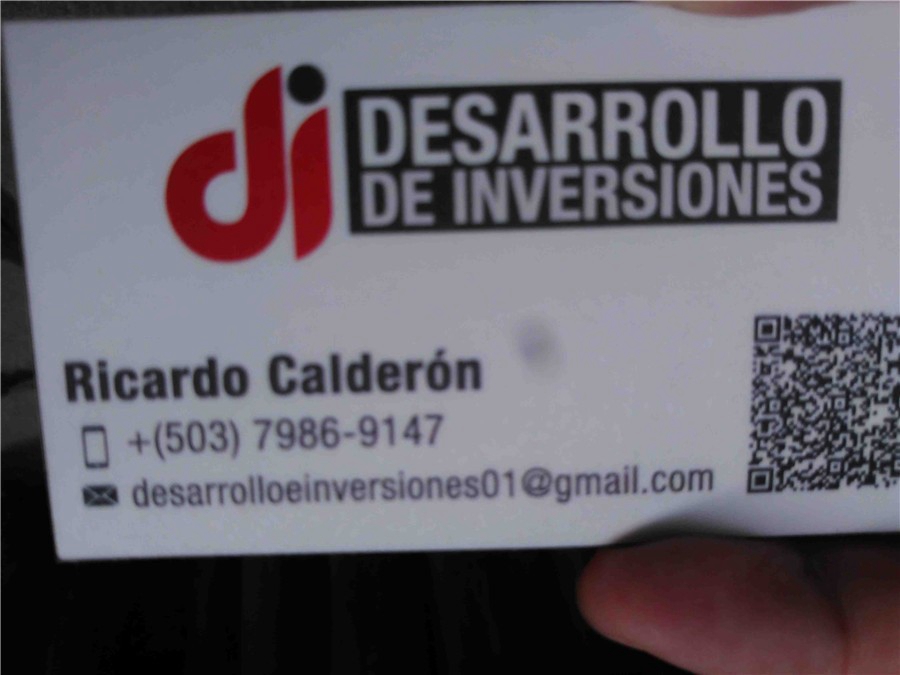 di
DESARROLLO
DE INVERSIONES
Ricardo Calderón
+(503) 7986-9147
desarrolloeinversiones01@gmail.com